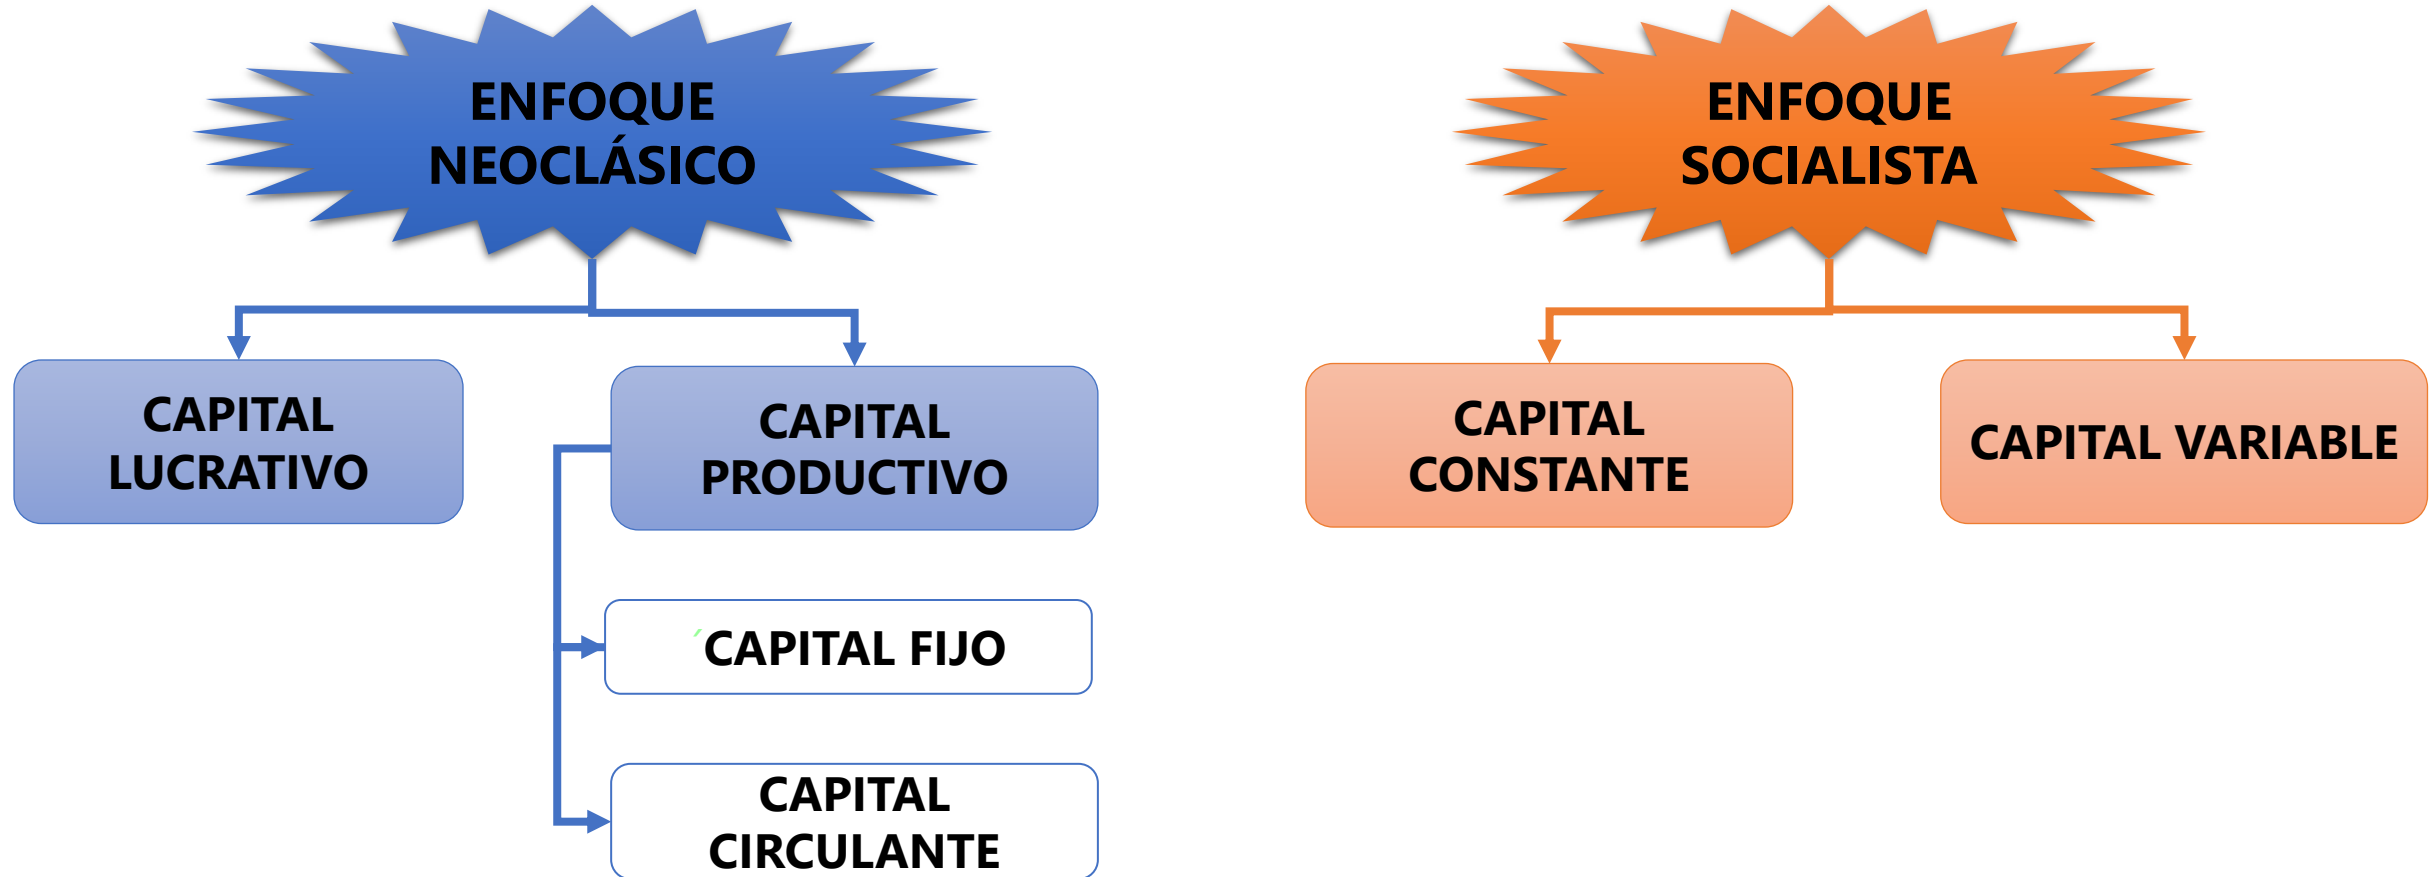 ENFOQUE
NEOCLÁSICO
CAPITAL
LUCRATIVO
CAPITAL
PRODUCTIVO
´CAPITAL FIJO
CAPITAL
CIRCULANTE
ENFOQUE
SOCIALISTA
CAPITAL
CONSTANTE
CAPITAL VARIABLE